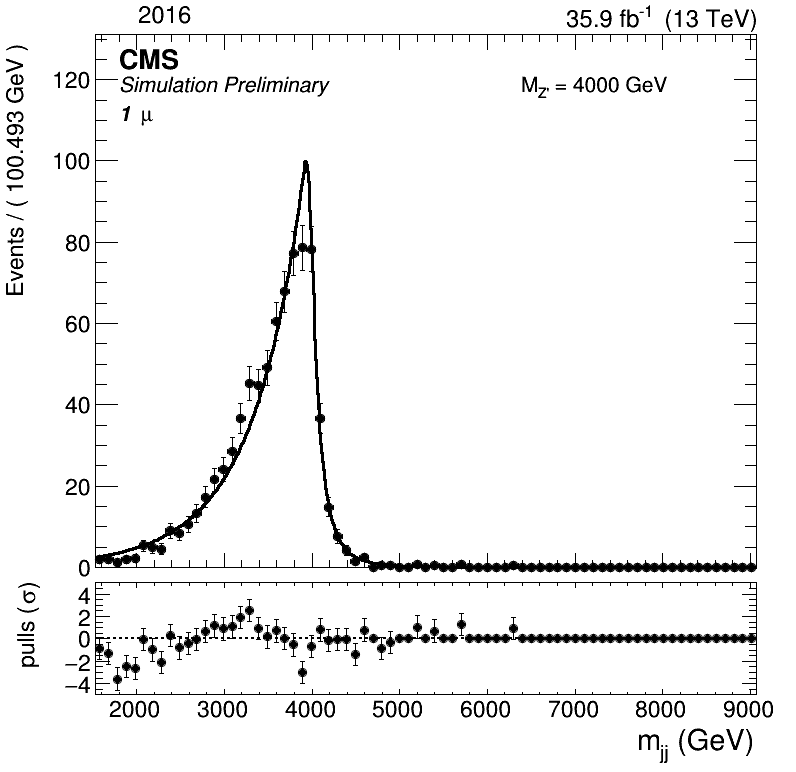 2016 35.9 fb⁻¹ (13 TeV)
CMS
Simulation Preliminary
M_Z' = 4000 GeV
1 μ
Events / ( 100.493 GeV )
120
100
80
60
40
20
0
pulls (σ)
4
2
0
−2
−4
2000 3000 4000 5000 6000 7000 8000 9000
m_jj (GeV)